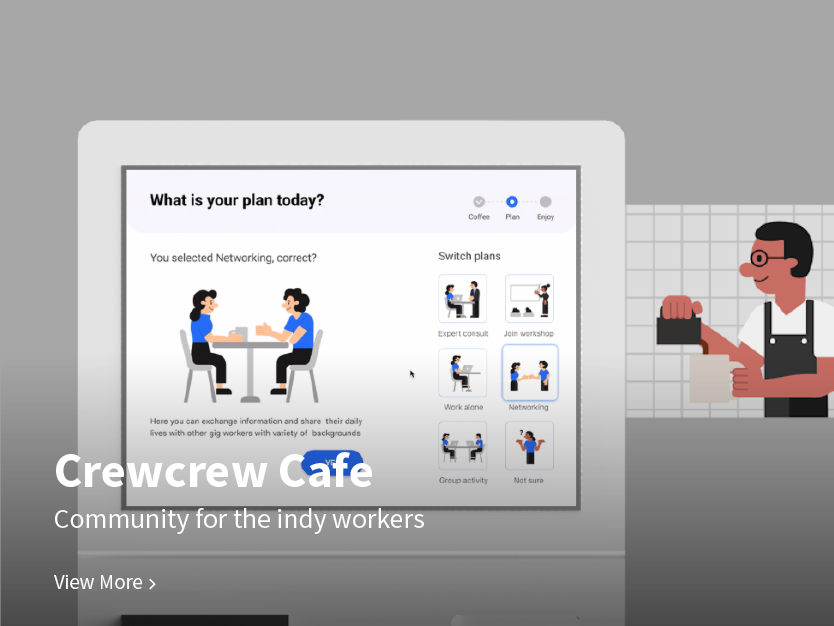 What is your plan today?
Coffee
Plan
Enjoy
You selected Networking, correct?
Switch plans
Expert consult
Join workshop
Work alone
Networking
?
Here you can exchange information and share their daily
lives with other gig workers with variety of backgrounds
Group activity
Not sure
Crewcrew Cafe
Community for the indy workers
View More >